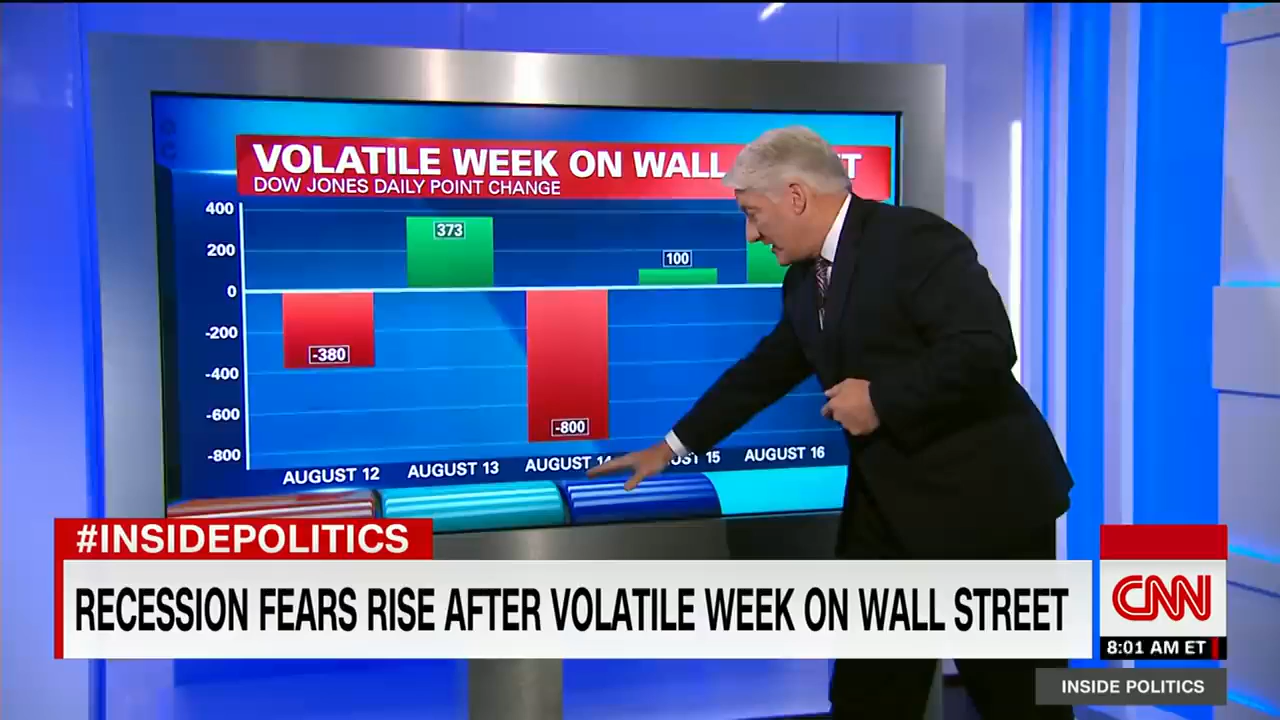 VOLATILE WEEK ON WALL
DOW JONES DAILY POINT CHANGE
400
200
0
-200
-400
-600
-800
-380
373
-800
100
AUGUST 12
AUGUST 13
AUGUST 14
AUGUST 16
#INSIDEPOLITICS
RECESSION FEARS RISE AFTER VOLATILE WEEK ON WALL STREET
CNN
8:01 AM ET
INSIDE POLITICS